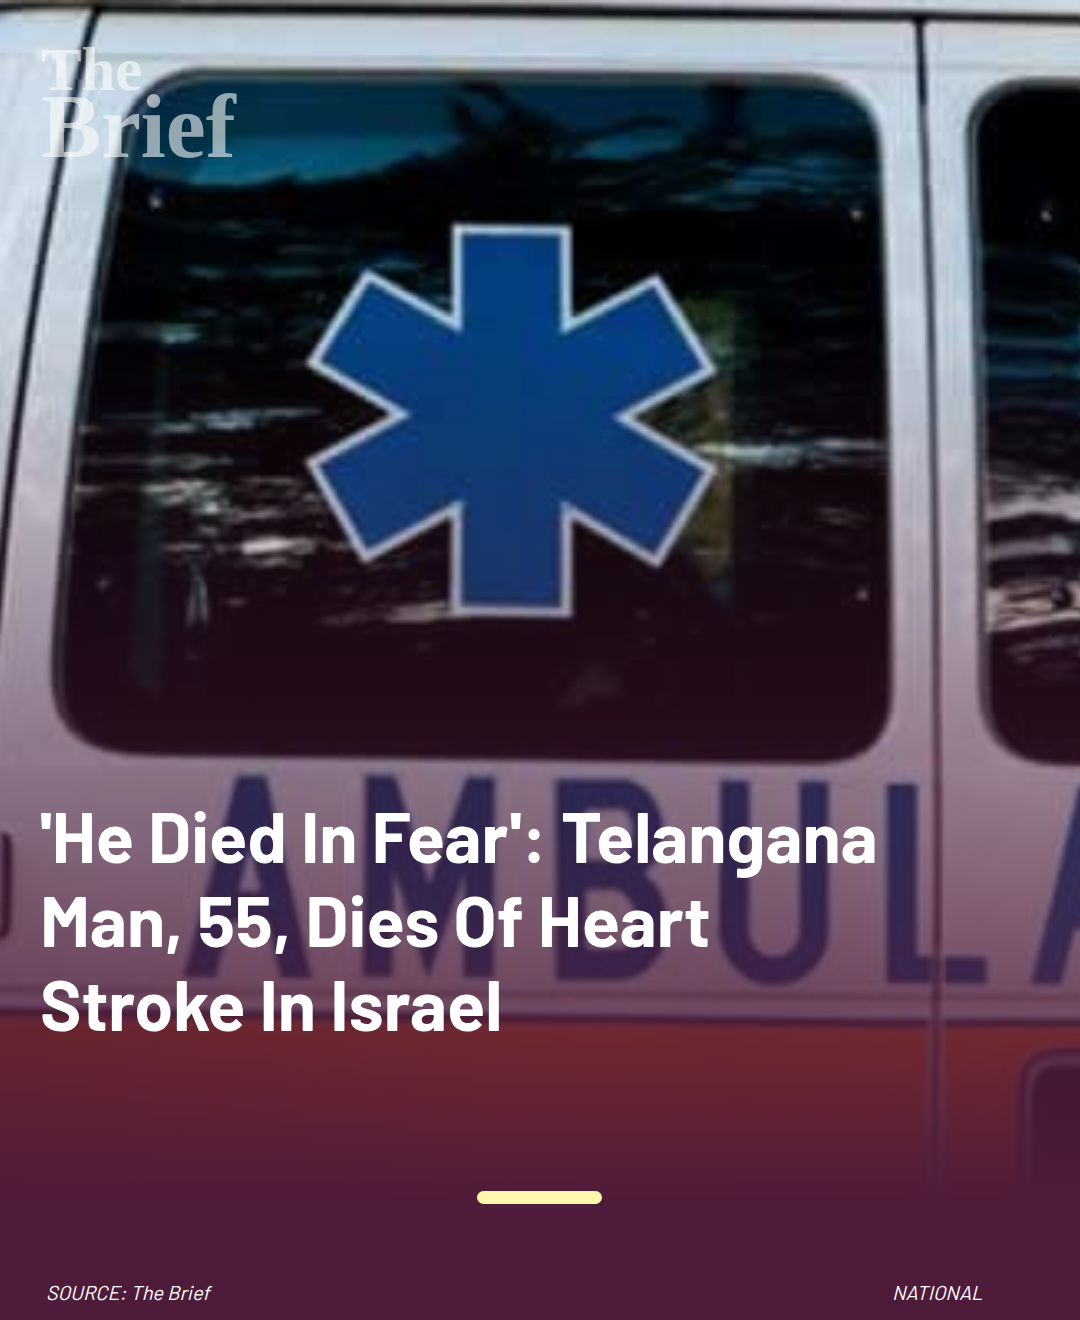 The
Brief
AMBULA
'He Died In Fear': Telangana
Man, 55, Dies Of Heart
Stroke In Israel
SOURCE: The Brief
NATIONAL